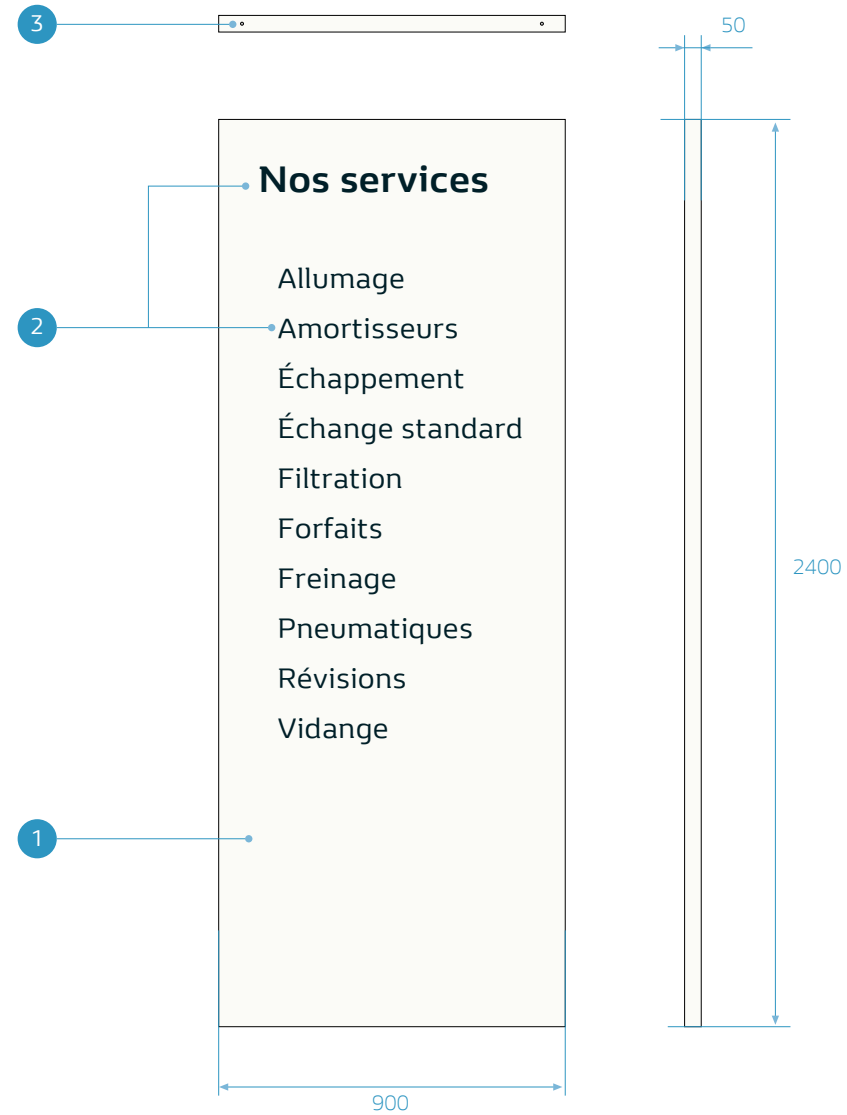 3
50
Nos services
Allumage
2
Amortisseurs
Échappement
Échange standard
Filtration
Forfaits
2400
Freinage
Pneumatiques
Révisions
Vidange
1
900